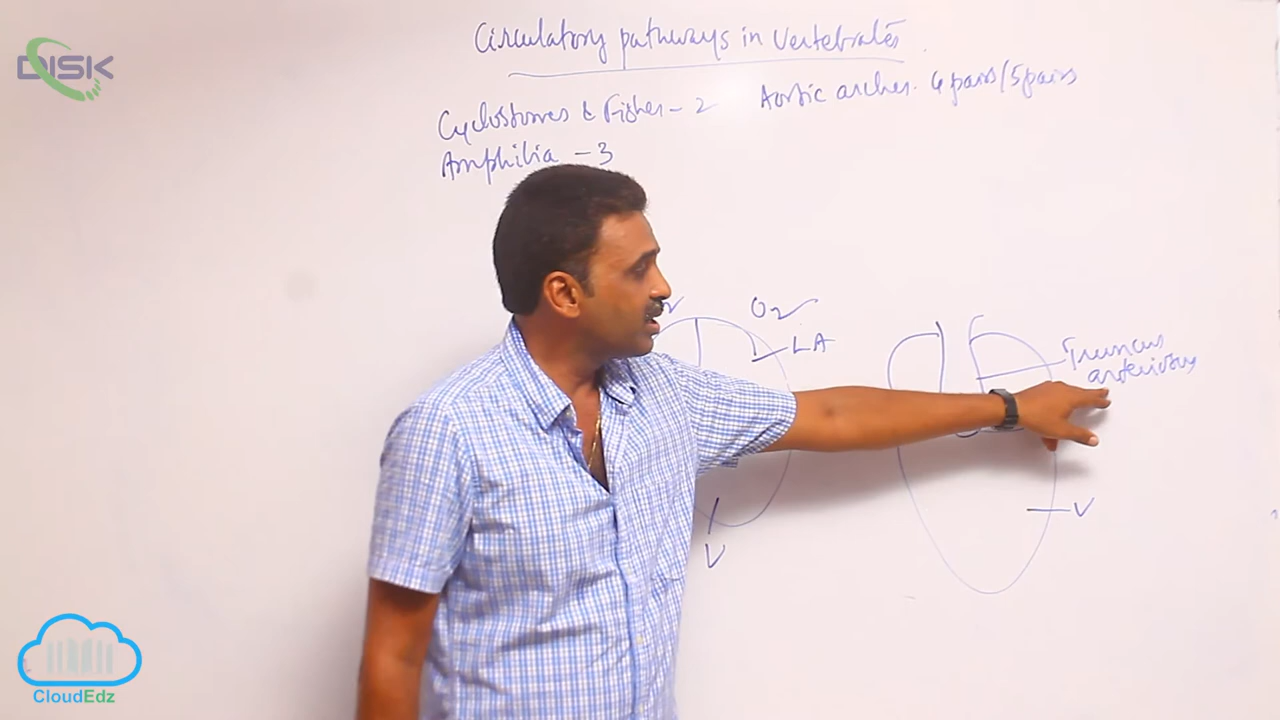 DISK
Circulatory pathways in Vertebrates
Cyclostomes & Fishes - 2
Aortic arches. 4 pairs/5 pairs
Amphibia - 3
O2
LA
Truncus
arteriosus
V
V
CloudEdz